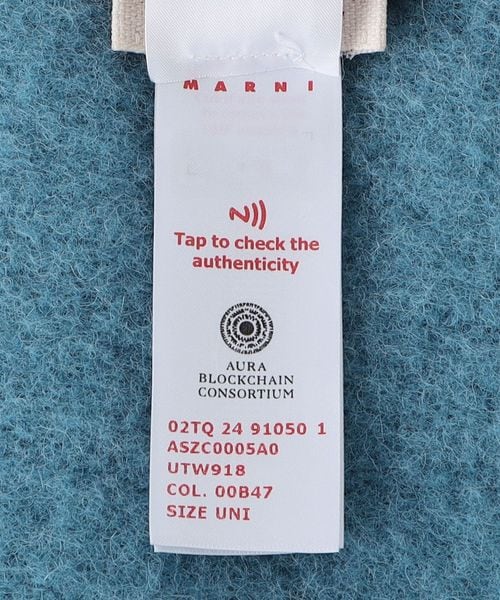 MARNI
Tap to check the
authenticity
AURA
BLOCKCHAIN
CONSORTIUM
02TQ 24 91050 1
ASZC0005A0
UTW918
COL. 00B47
SIZE UNI